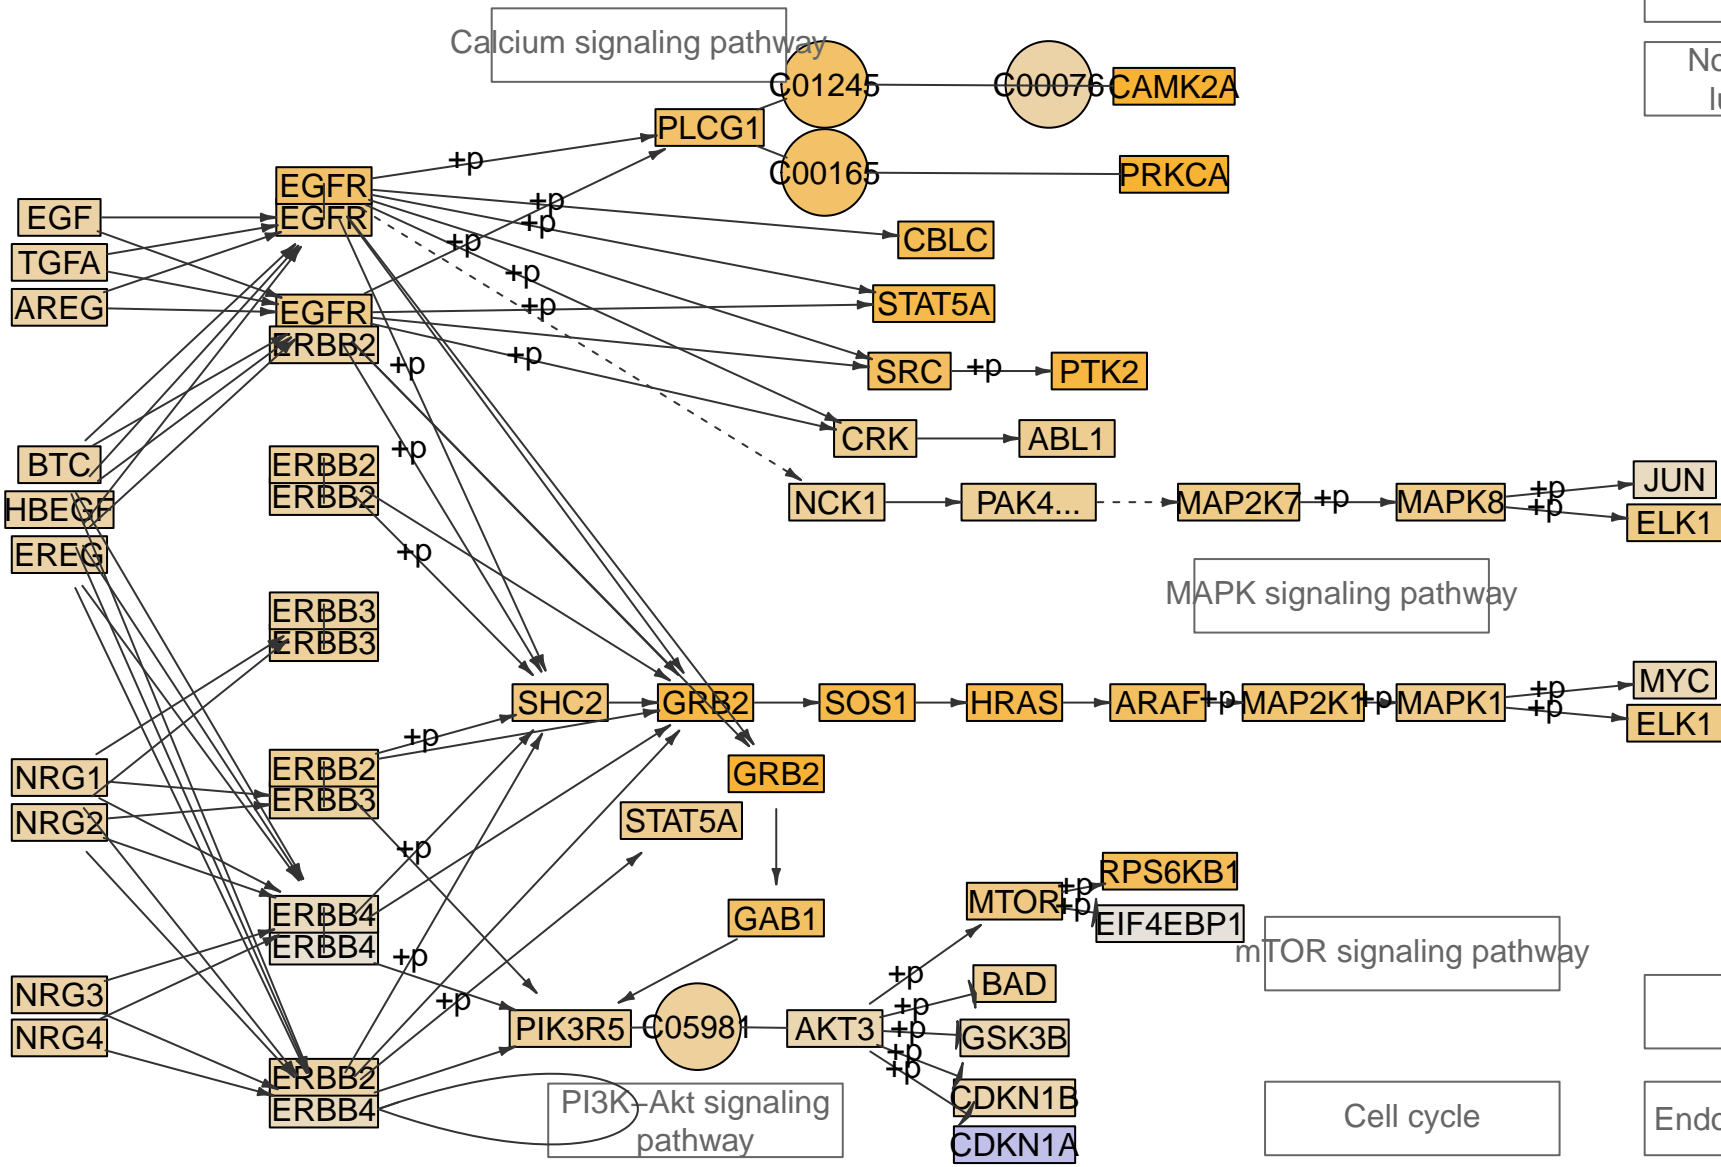 Calcium signaling pathway
No
lu
C01245
C00076
CAMK2A
PLCG1
+p
C00165
PRKCA
EGFR
EGFR
EGF
TGFA
AREG
+p
+p
+p
CBLC
+p
EGFR
ERBB2
+p
STAT5A
+p
+p
SRC
+p
PTK2
CRK
ABL1
BTC
HBEGF
EREG
ERBB2
ERBB2
+p
NCK1
PAK4...
MAP2K7
+p
MAPK8
+p
+p
JUN
ELK1
+p
MAPK signaling pathway
ERBB3
ERBB3
SHC2
GRB2
SOS1
HRAS
ARAF
+p
MAP2K1
+p
MAPK1
+p
+p
MYC
ELK1
+p
NRG1
NRG2
ERBB2
ERBB3
GRB2
STAT5A
+p
RPS6KB1
+p
MTOR
+p
EIF4EBP1
ERBB4
ERBB4
GAB1
mTOR signaling pathway
+p
+p
BAD
NRG3
NRG4
+p
PIK3R5
C05981
AKT3
+p
+p
GSK3B
+p
+p
ERBB2
ERBB4
CDKN1B
CDKN1A
PI3K−Akt signaling
pathway
Cell cycle
Endo